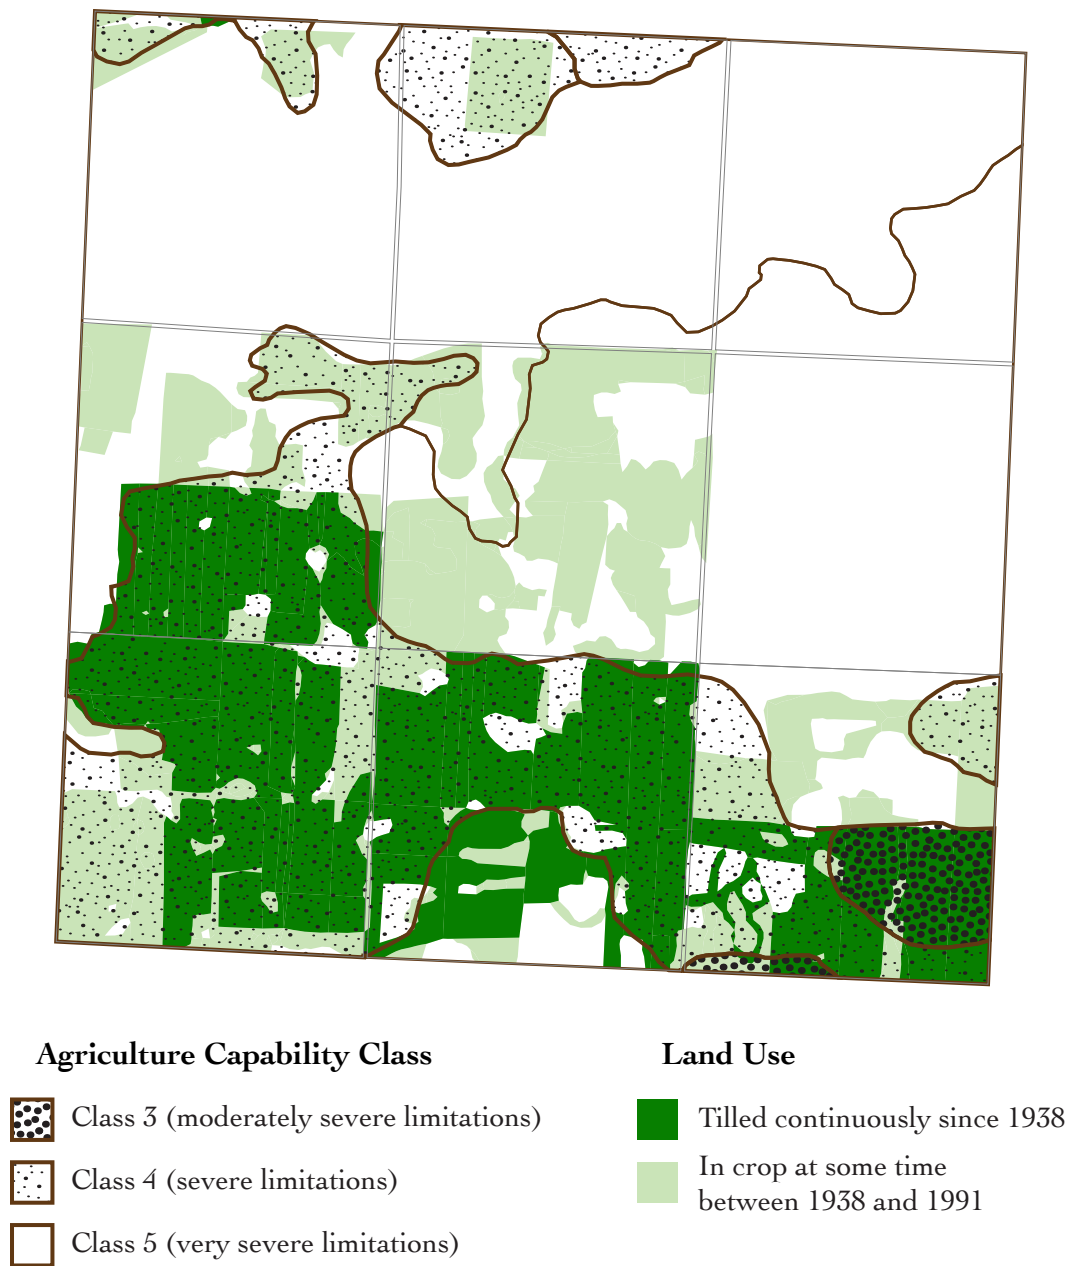 Agriculture Capability Class
Class 3 (moderately severe limitations)
Class 4 (severe limitations)
Class 5 (very severe limitations)
Land Use
Tilled continuously since 1938
In crop at some time
between 1938 and 1991